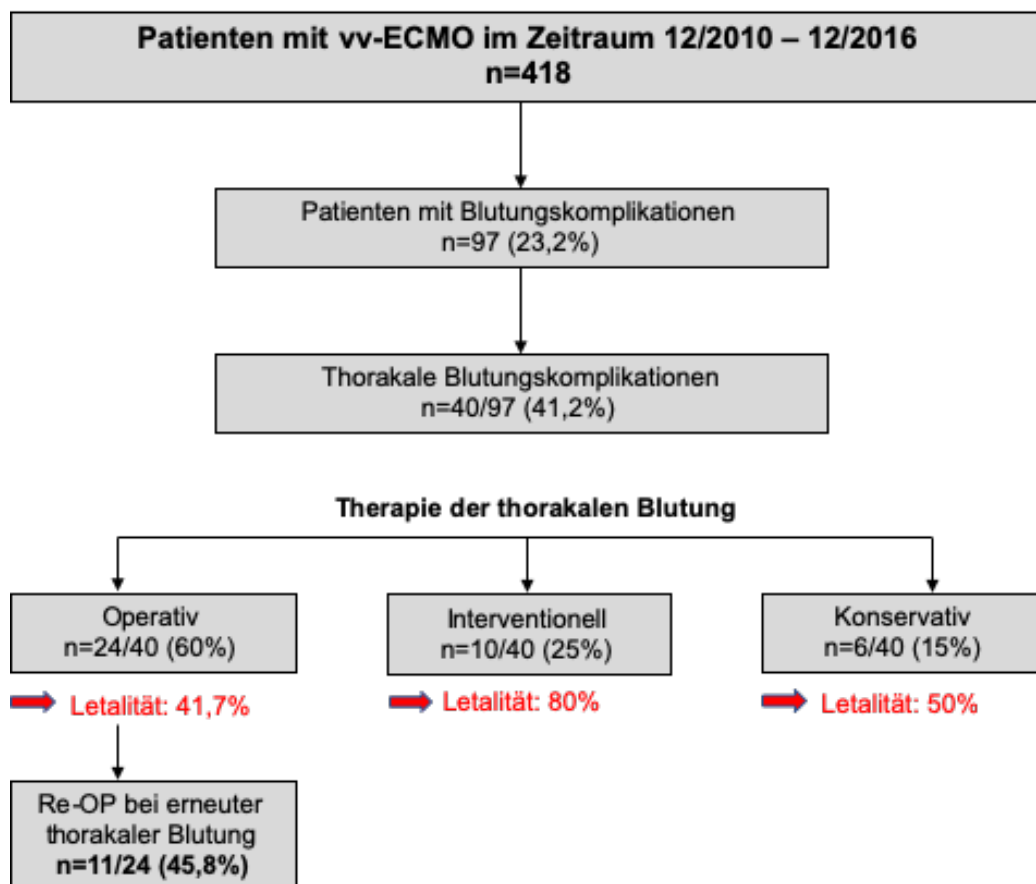 Patienten mit vv-ECMO im Zeitraum 12/2010 – 12/2016
n=418
Patienten mit Blutungskomplikationen
n=97 (23,2%)
Thorakale Blutungskomplikationen
n=40/97 (41,2%)
Therapie der thorakalen Blutung
Operativ
n=24/40 (60%)
Interventionell
n=10/40 (25%)
Konservativ
n=6/40 (15%)
Letalität: 41,7%
Letalität: 80%
Letalität: 50%
Re-OP bei erneuter
thorakaler Blutung
n=11/24 (45,8%)